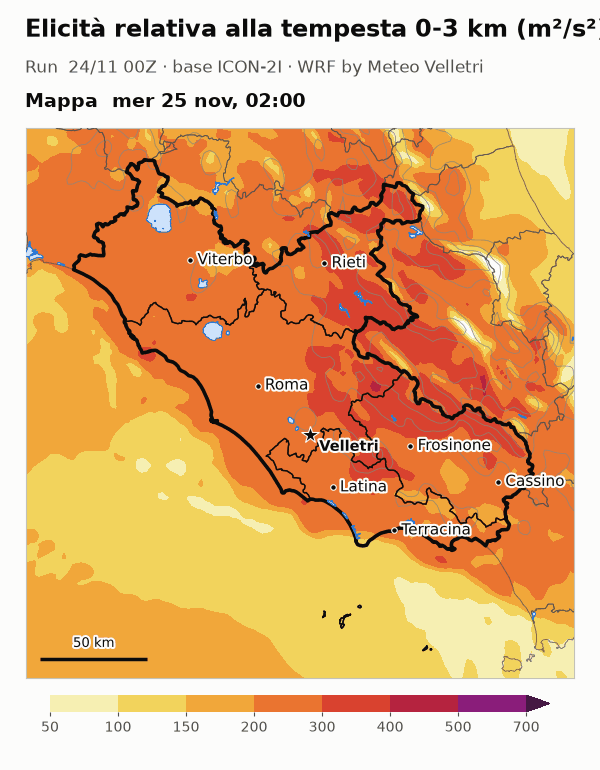 Elicità relativa alla tempesta 0-3 km (m²/s²)
Run 24/11 00Z · base ICON-2I · WRF by Meteo Velletri
Mappa mer 25 nov, 02:00
Viterbo
Rieti
Roma
Velletri
Frosinone
Latina
Cassino
Terracina
50 km
50 100 150 200 300 400 500 700